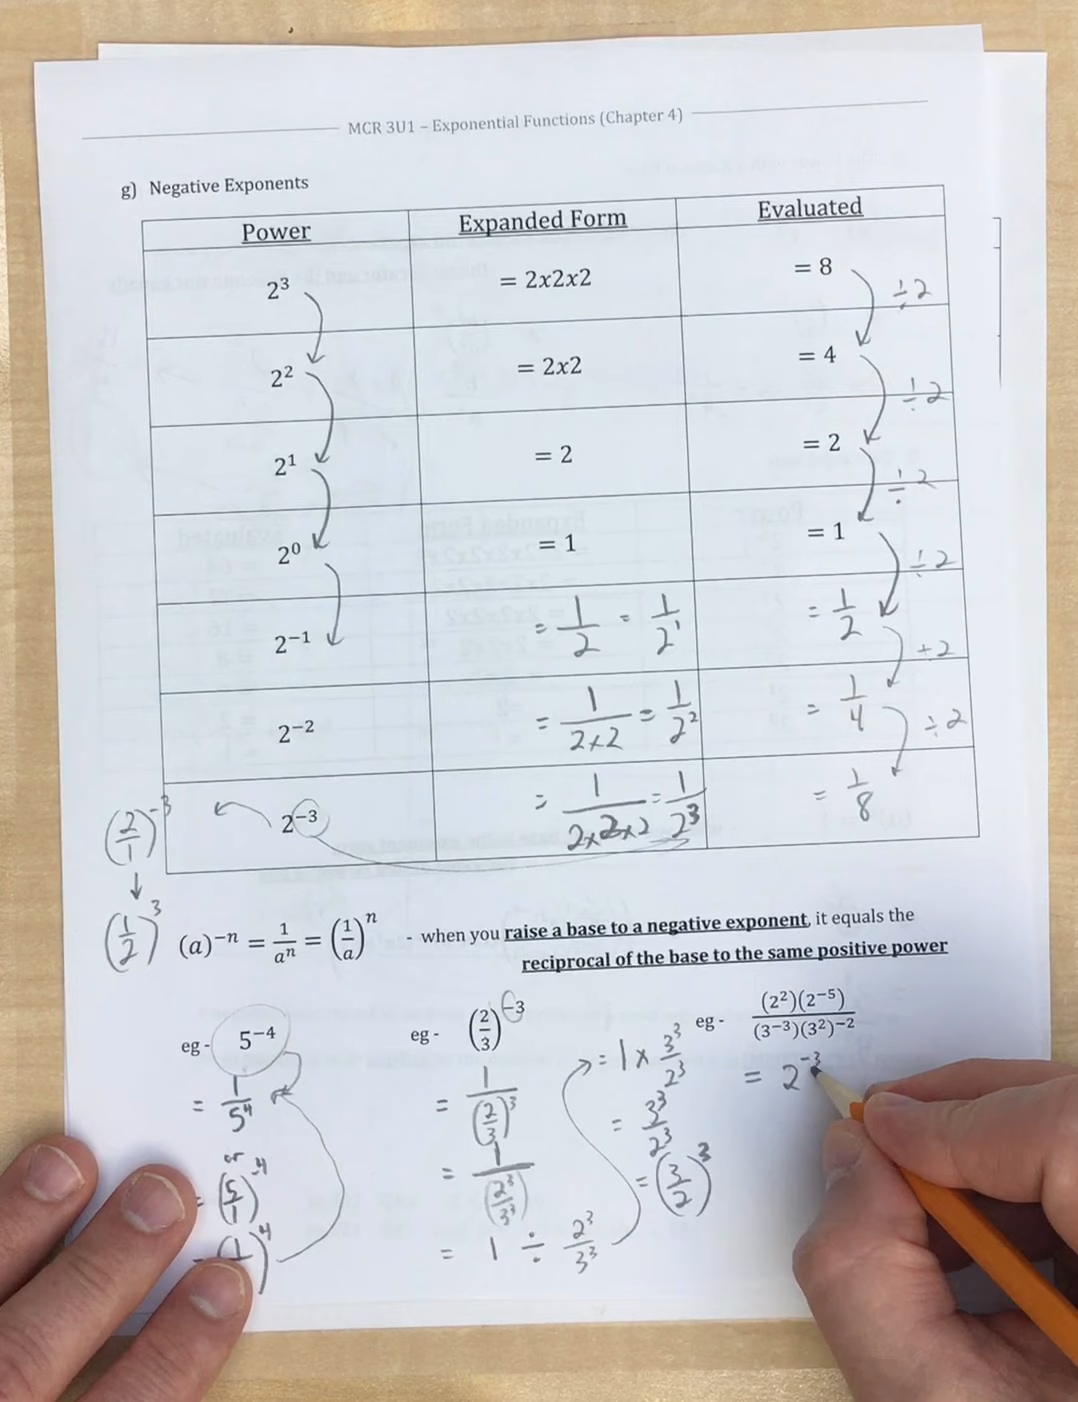 MCR 3U1 – Exponential Functions (Chapter 4)
g) Negative Exponents
Power Expanded Form Evaluated
2³ = 2x2x2 = 8 ÷2
2² = 2x2 = 4 ÷2
2¹ = 2 = 2 ÷2
2⁰ = 1 = 1 ÷2
2⁻¹ = 1/2 = 1/2¹ = 1/2 ÷2
2⁻² = 1/(2x2) = 1/2² = 1/4 ÷2
2⁻³ = 1/(2x2x2) = 1/2³ = 1/8
(2/1)⁻³
↓
(1/2)³
(a)⁻ⁿ = 1/aⁿ = (1/a)ⁿ - when you raise a base to a negative exponent, it equals the
reciprocal of the base to the same positive power
eg - 5⁻⁴
= 1/5⁴
or
= (5/1)⁻⁴
eg - (2/3)⁻³
= 1/(2/3)³
= 1/(2³/3³)
= 1 ÷ 2³/3³
= 1 x 3³/2³
= 3³/2³
= (3/2)³
eg - (2²)(2⁻⁵)/(3⁻³)(3²)⁻²
= 2⁻³